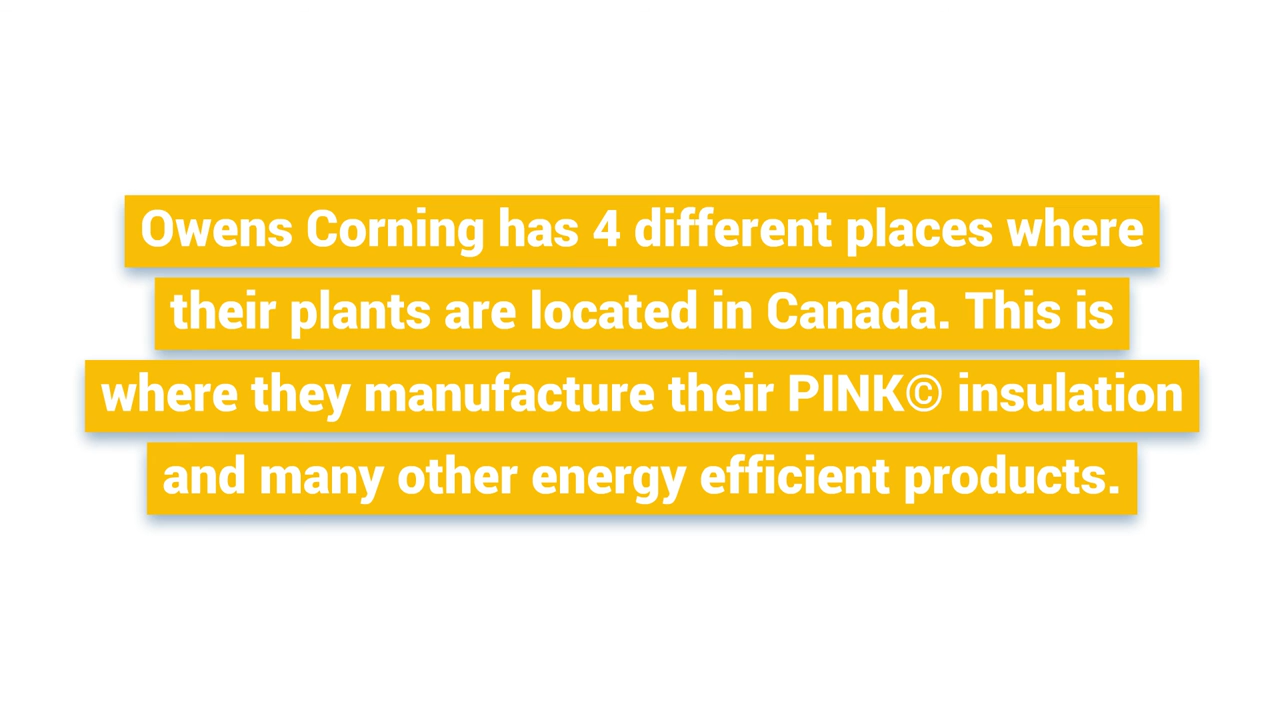 Owens Corning has 4 different places where
their plants are located in Canada. This is
where they manufacture their PINK© insulation
and many other energy efficient products.